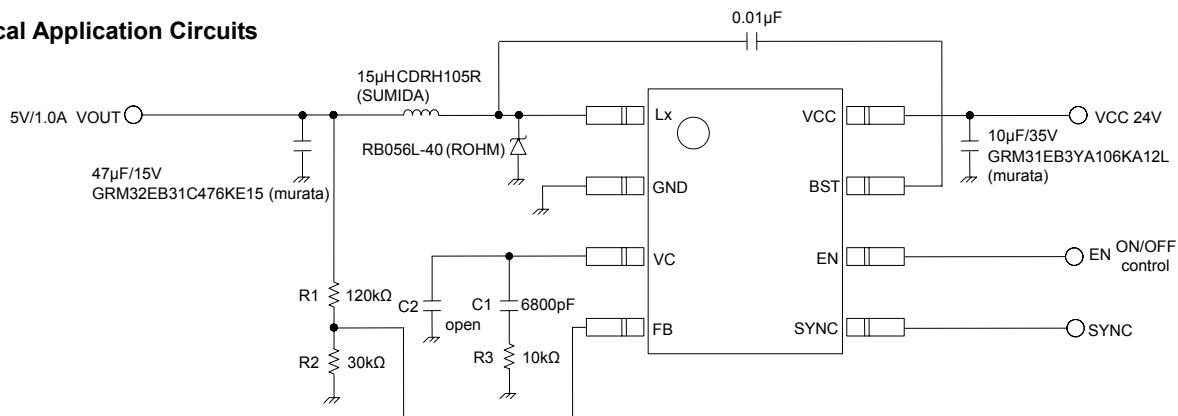 cal Application Circuits
0.01µF
15µH CDRH105R
(SUMIDA)
5V/1.0A VOUT
Lx
VCC
VCC 24V
RB056L-40 (ROHM)
10µF/35V
GRM31EB3YA106KA12L
(murata)
47µF/15V
GRM32EB31C476KE15 (murata)
GND
BST
VC
EN
EN ON/OFF
control
R1 120kΩ
C2
open
C1 6800pF
FB
SYNC
SYNC
R2 30kΩ
R3 10kΩ